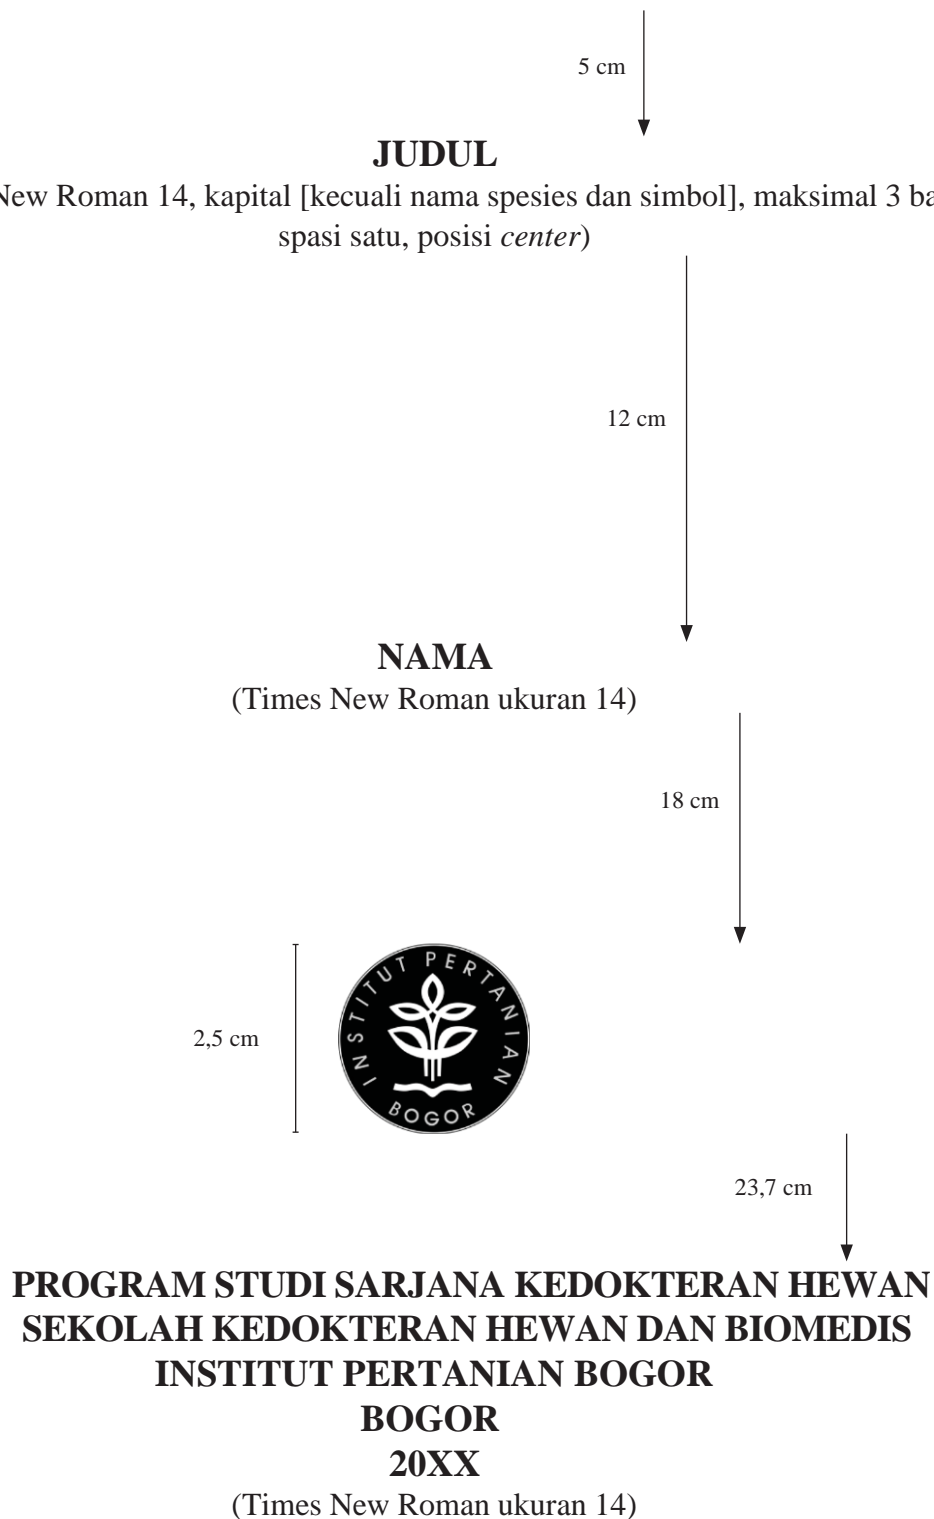 5 cm
JUDUL
New Roman 14, kapital [kecuali nama spesies dan simbol], maksimal 3
spasi satu, posisi center)
12 cm
NAMA
(Times New Roman ukuran 14)
18 cm
INSTITUT PERTANIAN
2,5 cm
BOGOR
23,7 cm
PROGRAM STUDI SARJANA KEDOKTERAN HEWAN
SEKOLAH KEDOKTERAN HEWAN DAN BIOMEDIS
INSTITUT PERTANIAN BOGOR
BOGOR
20XX
(Times New Roman ukuran 14)